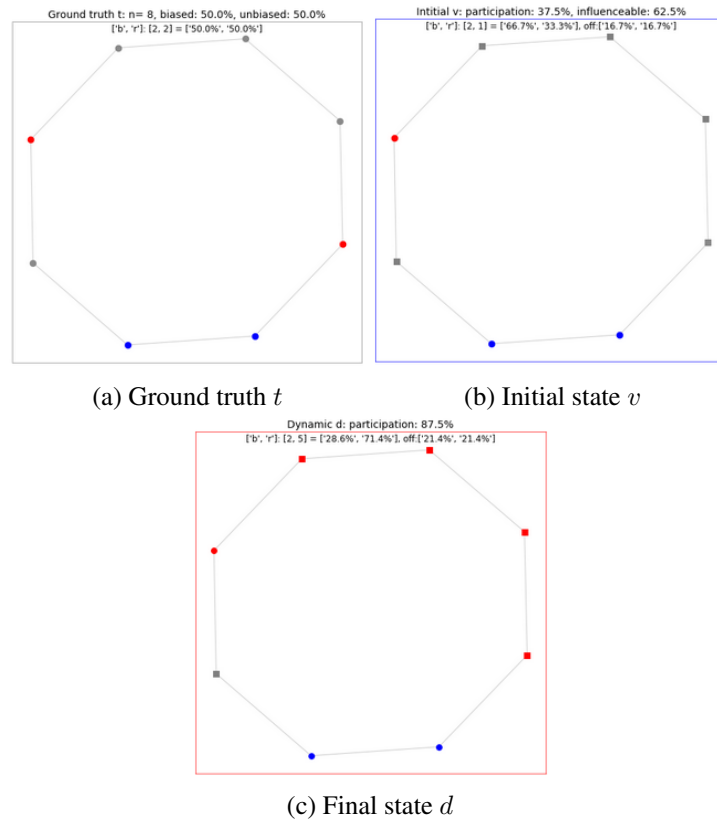 Ground truth t: n= 8, biased: 50.0%, unbiased: 50.0%
['b', 'r']: [2, 2] = ['50.0%', '50.0%']
Intitial v: participation: 37.5%, influenceable: 62.5%
['b', 'r']: [2, 1] = ['66.7%', '33.3%'], off:['16.7%', '16.7%']
(a) Ground truth t
(b) Initial state v
Dynamic d: participation: 87.5%
['b', 'r']: [2, 5] = ['28.6%', '71.4%'], off:['21.4%', '21.4%']
(c) Final state d